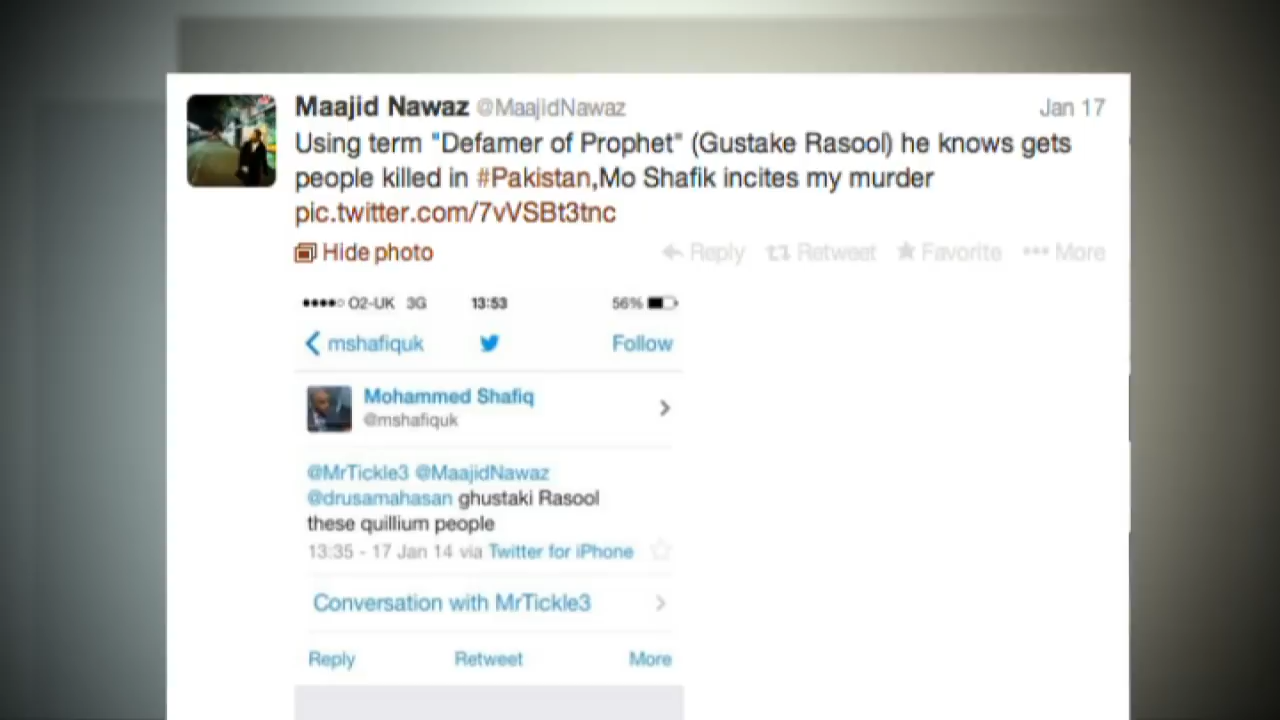 Maajid Nawaz @MaajidNawaz Jan 17
Using term "Defamer of Prophet" (Gustake Rasool) he knows gets
people killed in #Pakistan,Mo Shafik incites my murder
pic.twitter.com/7vVSBt3tnc
Hide photo Reply Retweet Favorite More
O2-UK 3G 13:53 56%
mshafiquk Follow
Mohammed Shafiq
@mshafiquk
@MrTickle3 @MaajidNawaz
@drusamahasan ghustaki Rasool
these quillium people
13:35 - 17 Jan 14 via Twitter for iPhone
Conversation with MrTickle3
Reply Retweet More